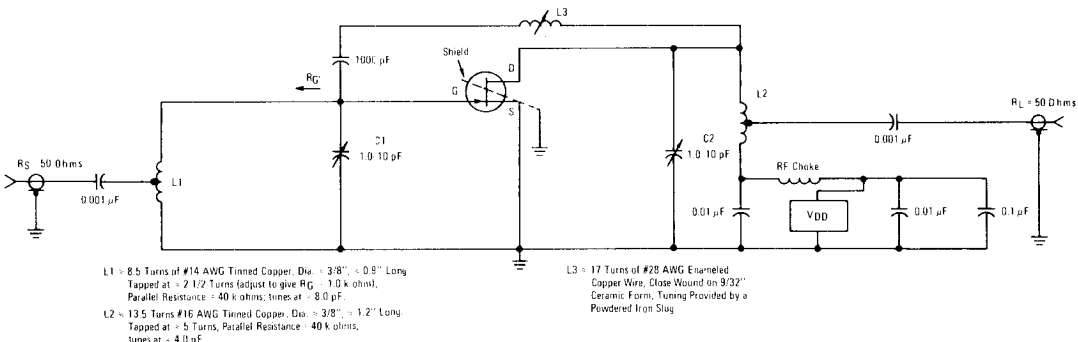 L3
Shield
1000 pF
D
RG'
G
S
L2
RL = 50 Ohms
C1
1.0-10 pF
C2
1.0-10 pF
0.001 µF
RS 50 Ohms
L1
RF Choke
0.001 µF
0.01 µF
VDD
0.01 µF
0.1 µF
L1 ≈ 8.5 Turns of #14 AWG Tinned Copper, Dia. ≈ 3/8", ≈ 0.9" Long
Tapped at ≈ 2 1/2 Turns (adjust to give RG = 1.0 k ohm),
Parallel Resistance ≈ 40 k ohms; tunes at ≈ 8.0 pF.
L2 ≈ 13.5 Turns #16 AWG Tinned Copper, Dia. ≈ 3/8", ≈ 1.2" Long.
Tapped at ≈ 5 Turns, Parallel Resistance ≈ 40 k ohms,
tunes at ≈ 4.0 pF
L3 ≈ 17 Turns of #28 AWG Enameled
Copper Wire, Close Wound on 9/32"
Ceramic Form, Tuning Provided by a
Powdered Iron Slug